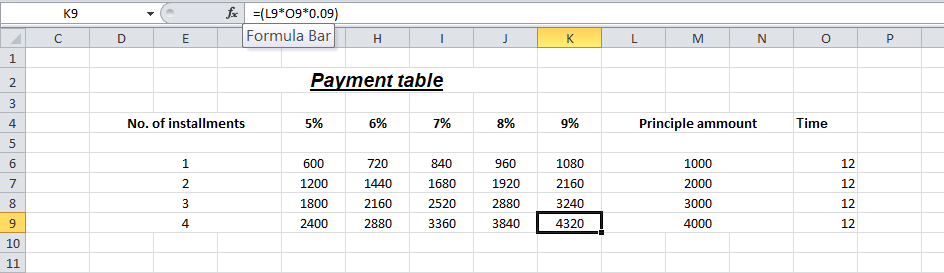 K9 fx =(L9*O9*0.09)
Formula Bar
C D E H I J K L M N O P
1
2 Payment table
3
4 No. of installments 5% 6% 7% 8% 9% Principle ammount Time
5
6 1 600 720 840 960 1080 1000 12
7 2 1200 1440 1680 1920 2160 2000 12
8 3 1800 2160 2520 2880 3240 3000 12
9 4 2400 2880 3360 3840 4320 4000 12
10
11